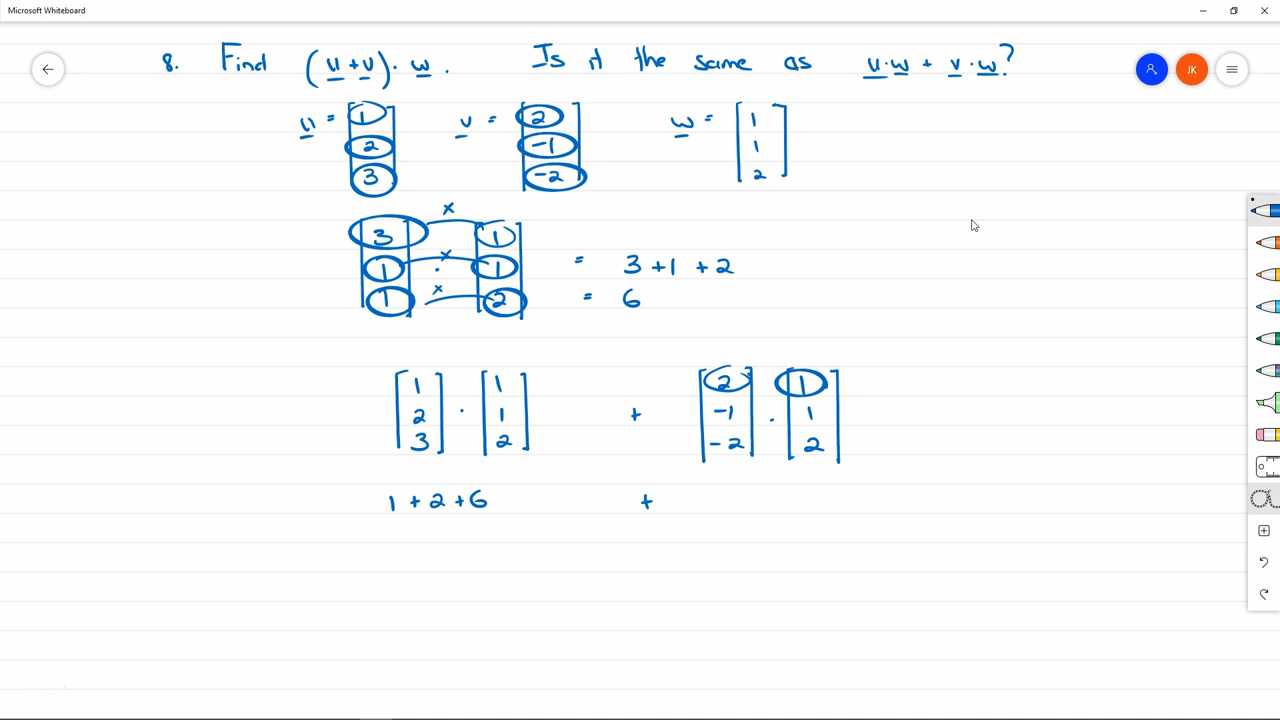 Microsoft Whiteboard
8. Find (u + v) · w. Is it the same as u·w + v·w?
JK
u = [1 2 3] v = [2 -1 -2] w = [1 1 2]
×
3 1
× 1 · 1 = 3 + 1 + 2
× 1 2 = 6
1 1 2 1
2 · 1 + -1 · 1
3 2 -2 2
1 + 2 + 6 +